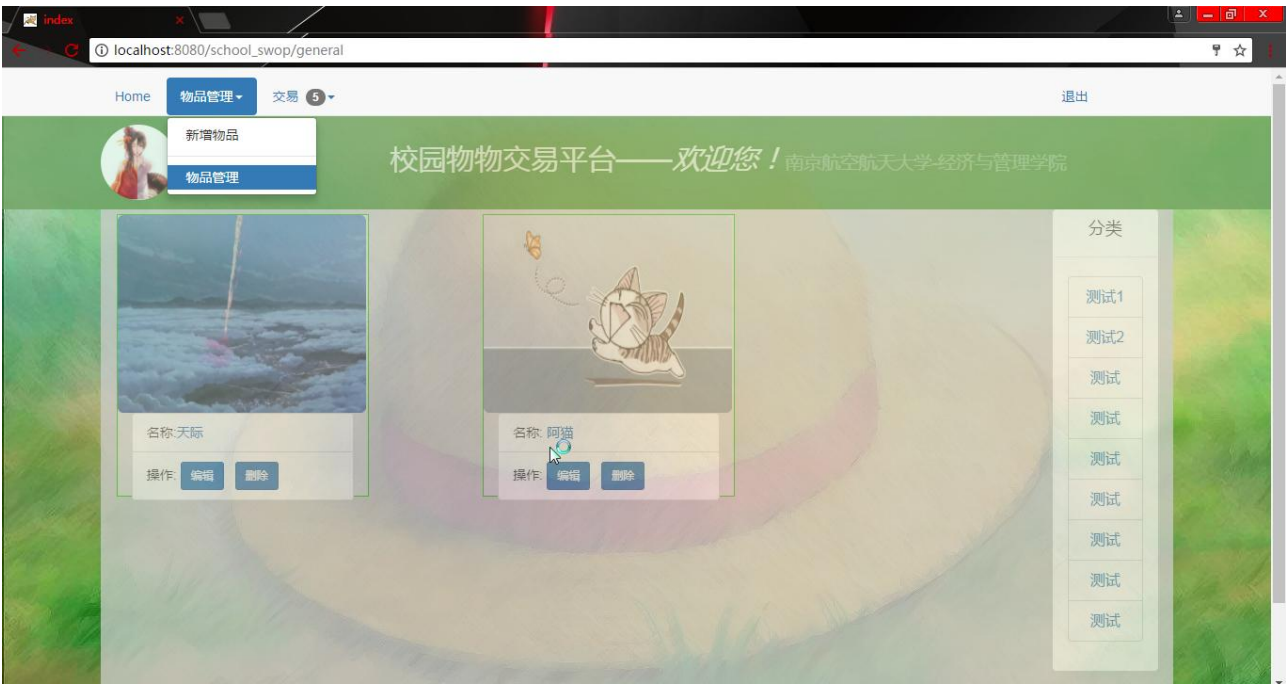 index
localhost:8080/school_swop/general
Home 物品管理 交易 5 退出
新增物品
物品管理
校园物物交易平台——欢迎您！南京航空航天大学-经济与管理学院
分类
测试1
测试2
测试
测试
测试
测试
测试
测试
测试
名称:天际
操作: 编辑 删除
名称: 阿猫
操作: 编辑 删除